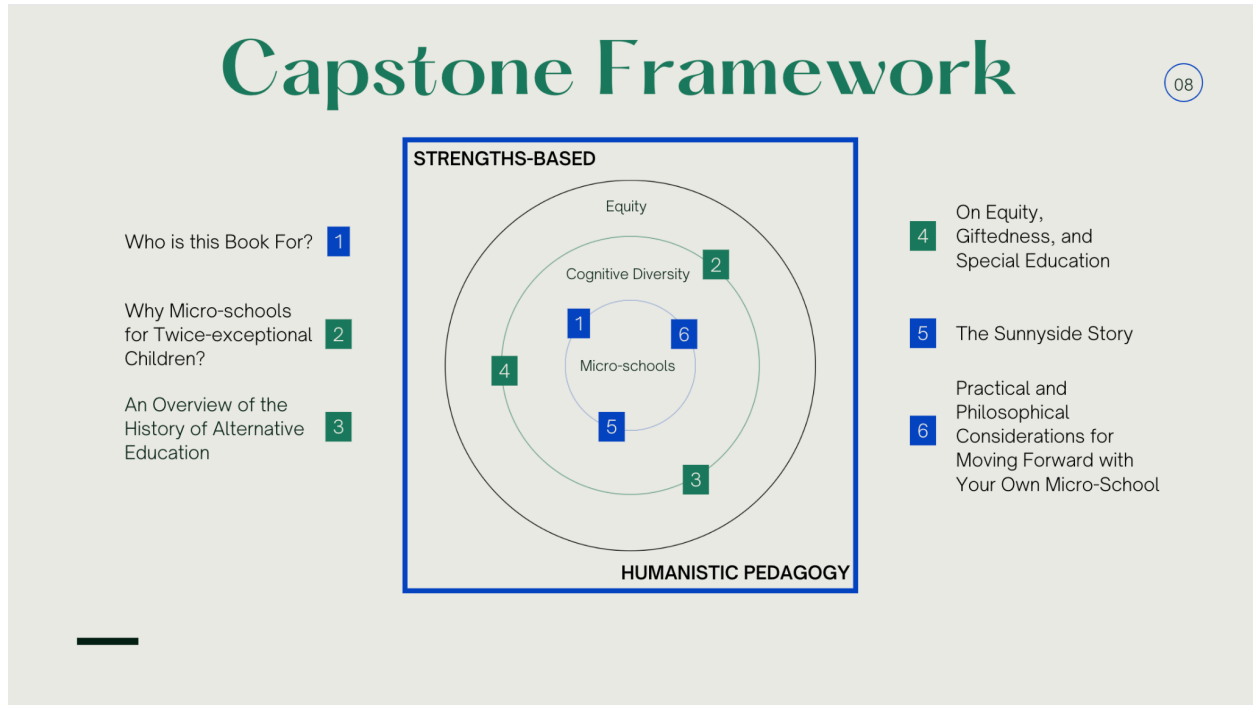 Capstone Framework
08
STRENGTHS-BASED
Equity
Cognitive Diversity
2
1
6
Micro-schools
4
5
3
HUMANISTIC PEDAGOGY
Who is this Book For? 1
Why Micro-schools
for Twice-exceptional 2
Children?
An Overview of the
History of Alternative 3
Education
On Equity,
4 Giftedness, and
Special Education
5 The Sunnyside Story
Practical and
Philosophical
6 Considerations for
Moving Forward with
Your Own Micro-School